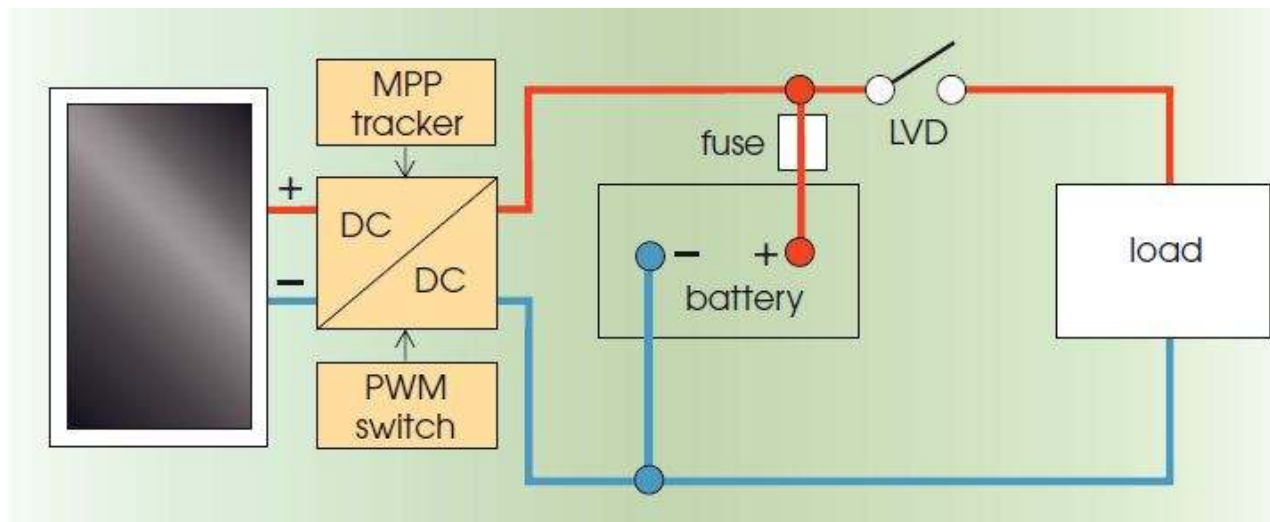 MPP
tracker
+
DC
−
DC
PWM
switch
fuse
LVD
− +
battery
load